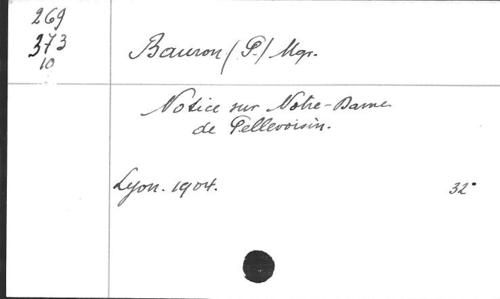 269
373
10
Bauron (P.) Mgr.
Notice sur Notre-Dame
de Pellevoisin.
Lyon. 1904.
32°